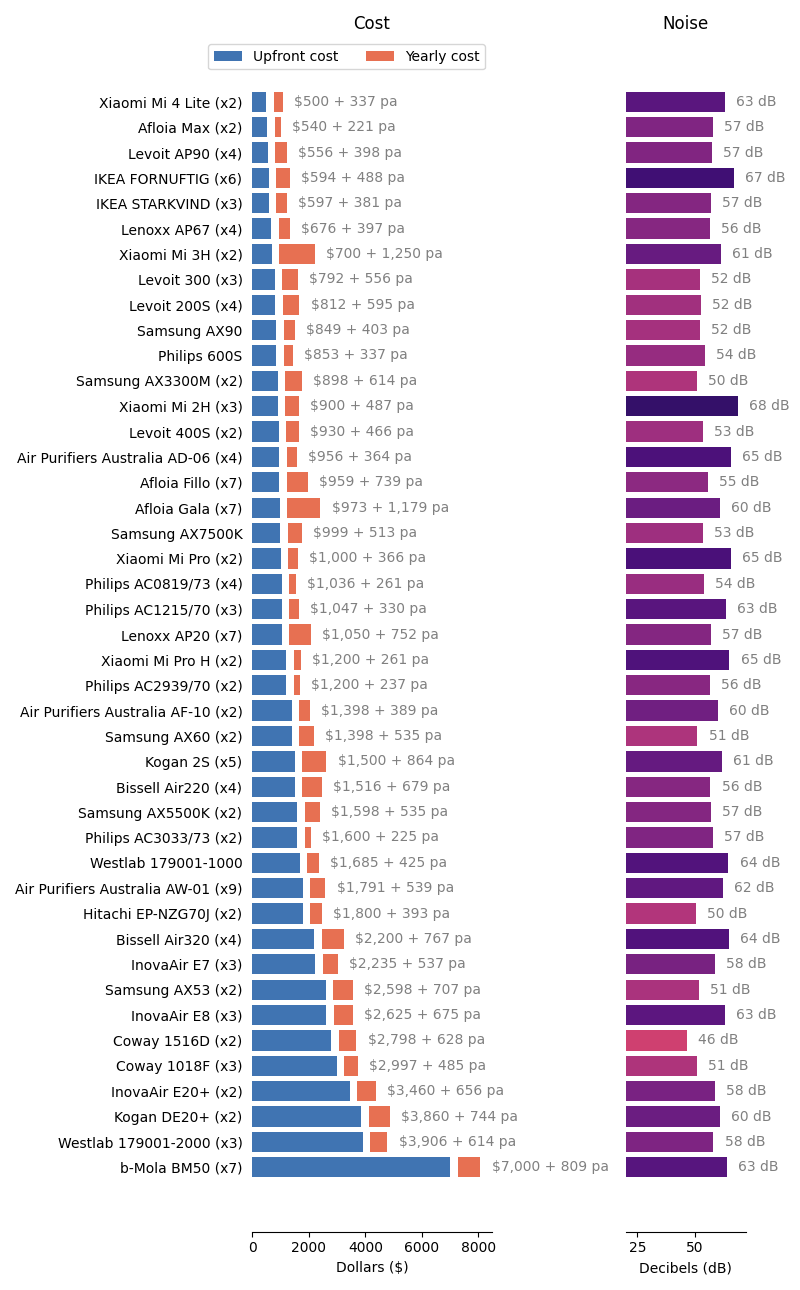 Cost Noise
Upfront cost Yearly cost
Xiaomi Mi 4 Lite (x2) $500 + 337 pa 63 dB
Afloia Max (x2) $540 + 221 pa 57 dB
Levoit AP90 (x4) $556 + 398 pa 57 dB
IKEA FORNUFTIG (x6) $594 + 488 pa 67 dB
IKEA STARKVIND (x3) $597 + 381 pa 57 dB
Lenoxx AP67 (x4) $676 + 397 pa 56 dB
Xiaomi Mi 3H (x2) $700 + 1,250 pa 61 dB
Levoit 300 (x3) $792 + 556 pa 52 dB
Levoit 200S (x4) $812 + 595 pa 52 dB
Samsung AX90 $849 + 403 pa 52 dB
Philips 600S $853 + 337 pa 54 dB
Samsung AX3300M (x2) $898 + 614 pa 50 dB
Xiaomi Mi 2H (x3) $900 + 487 pa 68 dB
Levoit 400S (x2) $930 + 466 pa 53 dB
Air Purifiers Australia AD-06 (x4) $956 + 364 pa 65 dB
Afloia Fillo (x7) $959 + 739 pa 55 dB
Afloia Gala (x7) $973 + 1,179 pa 60 dB
Samsung AX7500K $999 + 513 pa 53 dB
Xiaomi Mi Pro (x2) $1,000 + 366 pa 65 dB
Philips AC0819/73 (x4) $1,036 + 261 pa 54 dB
Philips AC1215/70 (x3) $1,047 + 330 pa 63 dB
Lenoxx AP20 (x7) $1,050 + 752 pa 57 dB
Xiaomi Mi Pro H (x2) $1,200 + 261 pa 65 dB
Philips AC2939/70 (x2) $1,200 + 237 pa 56 dB
Air Purifiers Australia AF-10 (x2) $1,398 + 389 pa 60 dB
Samsung AX60 (x2) $1,398 + 535 pa 51 dB
Kogan 2S (x5) $1,500 + 864 pa 61 dB
Bissell Air220 (x4) $1,516 + 679 pa 56 dB
Samsung AX5500K (x2) $1,598 + 535 pa 57 dB
Philips AC3033/73 (x2) $1,600 + 225 pa 57 dB
Westlab 179001-1000 $1,685 + 425 pa 64 dB
Air Purifiers Australia AW-01 (x9) $1,791 + 539 pa 62 dB
Hitachi EP-NZG70J (x2) $1,800 + 393 pa 50 dB
Bissell Air320 (x4) $2,200 + 767 pa 64 dB
InovaAir E7 (x3) $2,235 + 537 pa 58 dB
Samsung AX53 (x2) $2,598 + 707 pa 51 dB
InovaAir E8 (x3) $2,625 + 675 pa 63 dB
Coway 1516D (x2) $2,798 + 628 pa 46 dB
Coway 1018F (x3) $2,997 + 485 pa 51 dB
InovaAir E20+ (x2) $3,460 + 656 pa 58 dB
Kogan DE20+ (x2) $3,860 + 744 pa 60 dB
Westlab 179001-2000 (x3) $3,906 + 614 pa 58 dB
b-Mola BM50 (x7) $7,000 + 809 pa 63 dB
0 2000 4000 6000 8000 25 50
Dollars ($) Decibels (dB)